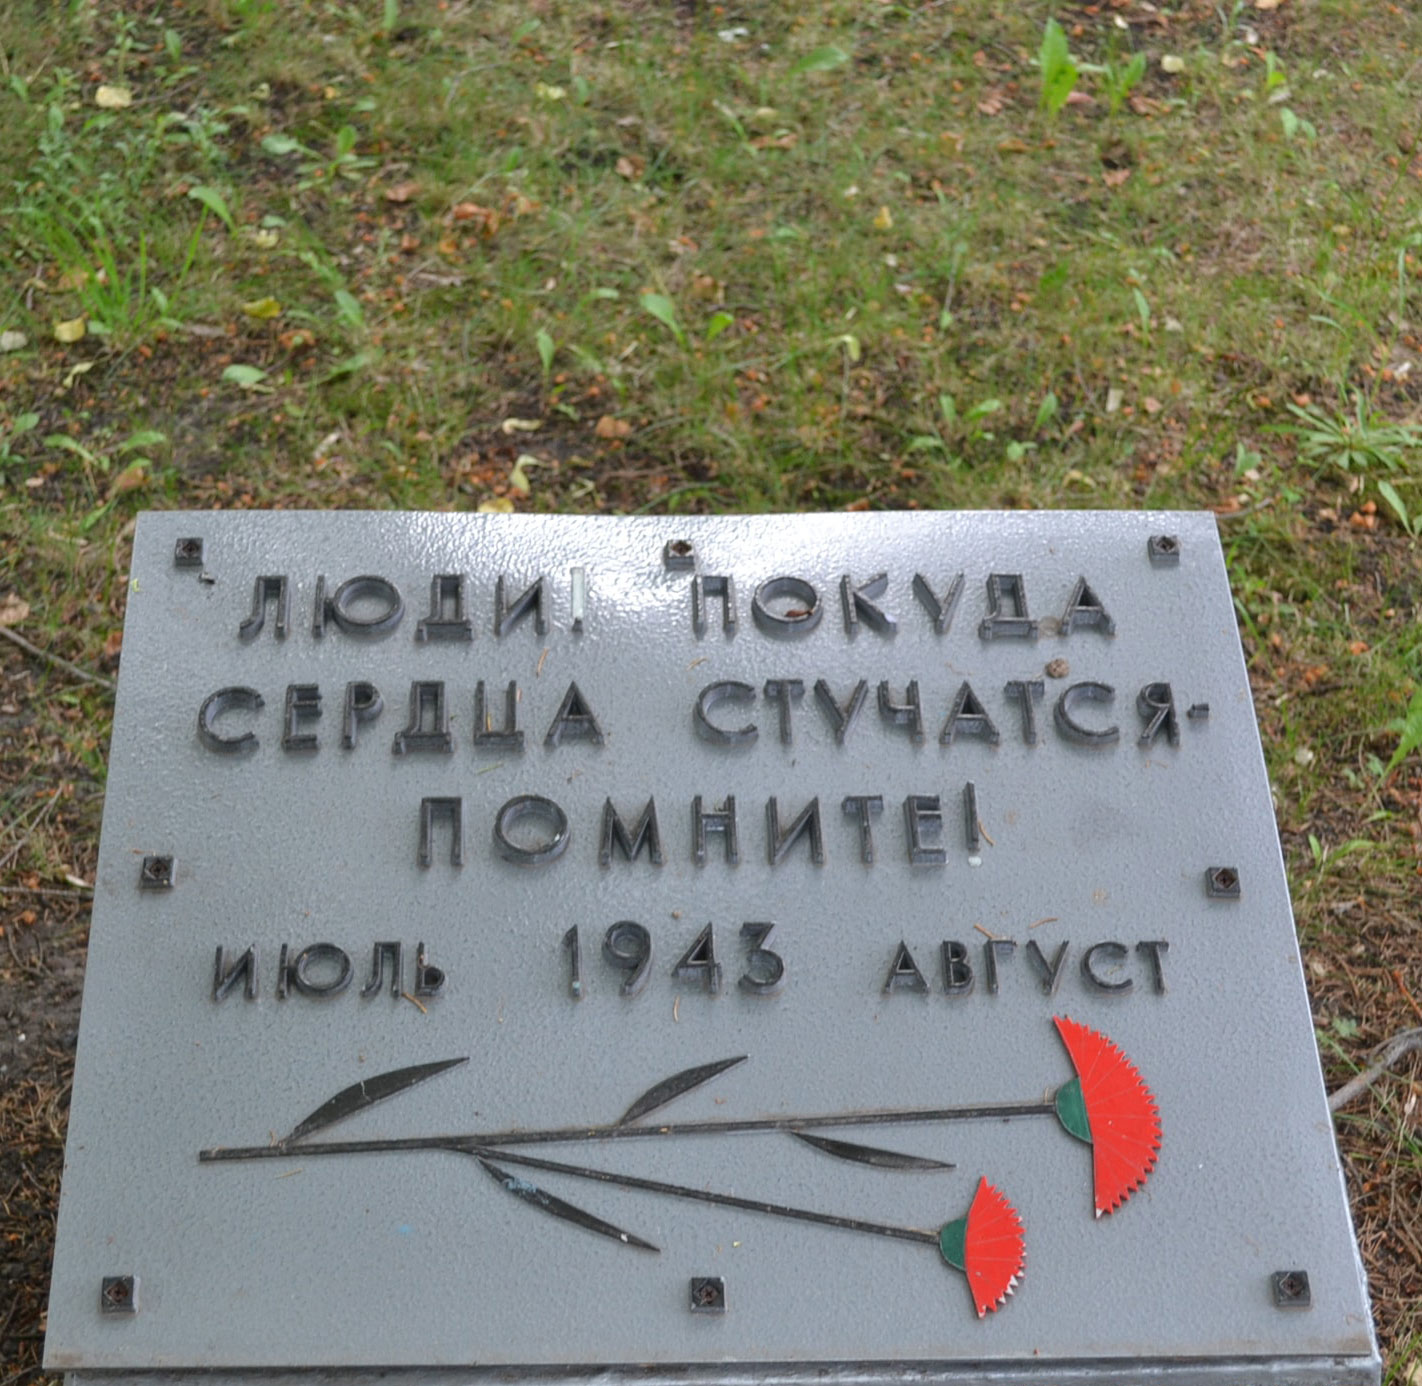 ЛЮДИ! ПОКУДА
СЕРДЦА СТУЧАТСЯ-
ПОМНИТЕ!
ИЮЛЬ 1943 АВГУСТ